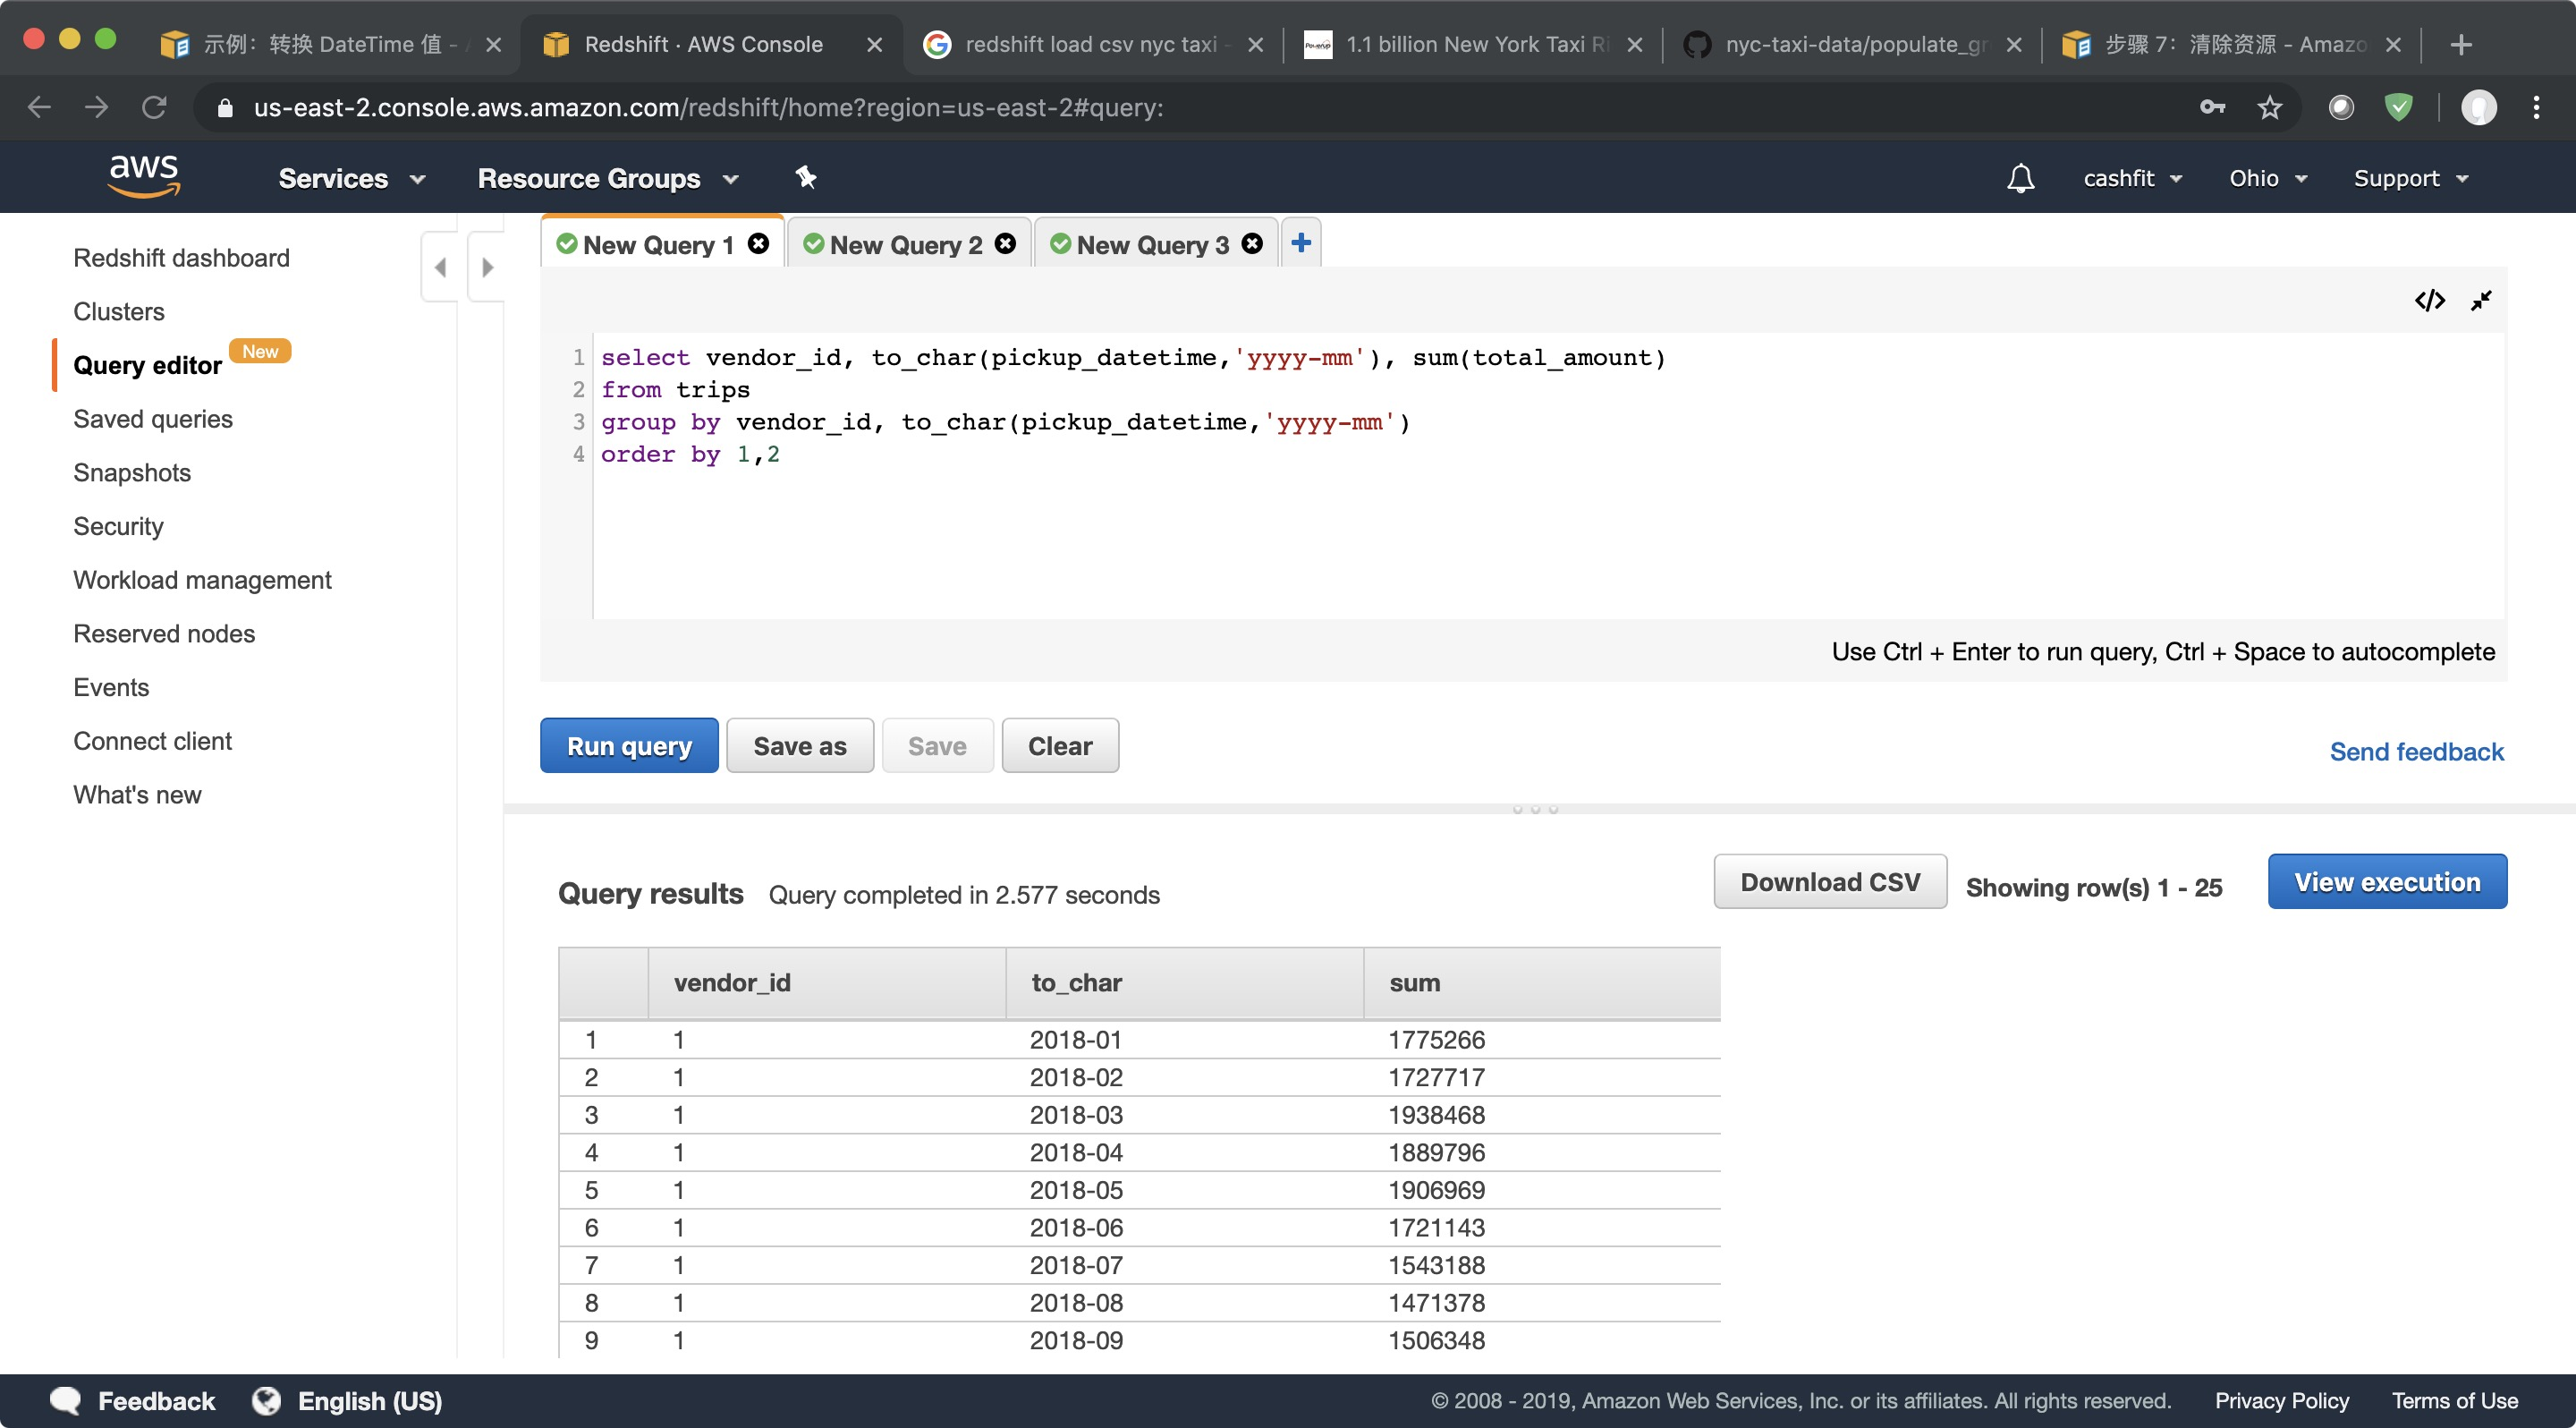 示例：转换 DateTime 值 -
Redshift · AWS Console
redshift load csv nyc taxi -
1.1 billion New York Taxi Ri
nyc-taxi-data/populate_gr
步骤 7：清除资源 - Amazo
us-east-2.console.aws.amazon.com/redshift/home?region=us-east-2#query:
aws
Services
Resource Groups
cashfit
Ohio
Support
Redshift dashboard
Clusters
Query editor New
Saved queries
Snapshots
Security
Workload management
Reserved nodes
Events
Connect client
What's new
New Query 1
New Query 2
New Query 3
1 select vendor_id, to_char(pickup_datetime,'yyyy-mm'), sum(total_amount)
2 from trips
3 group by vendor_id, to_char(pickup_datetime,'yyyy-mm')
4 order by 1,2
Use Ctrl + Enter to run query, Ctrl + Space to autocomplete
Run query
Save as
Save
Clear
Send feedback
Query results Query completed in 2.577 seconds
Download CSV
Showing row(s) 1 - 25
View execution
vendor_id to_char sum
1 1 2018-01 1775266
2 1 2018-02 1727717
3 1 2018-03 1938468
4 1 2018-04 1889796
5 1 2018-05 1906969
6 1 2018-06 1721143
7 1 2018-07 1543188
8 1 2018-08 1471378
9 1 2018-09 1506348
Feedback
English (US)
© 2008 - 2019, Amazon Web Services, Inc. or its affiliates. All rights reserved.
Privacy Policy
Terms of Use